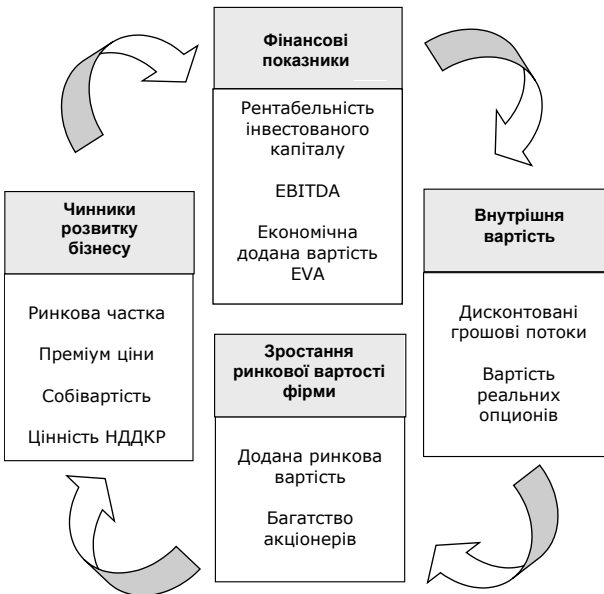 Фінансові
показники
Рентабельність
інвестованого
капіталу
EBITDA
Економічна
додана вартість
EVA
Чинники
розвитку
бізнесу
Ринкова частка
Преміум ціни
Собівартість
Цінність НДДКР
Внутрішня
вартість
Дисконтовані
грошові потоки
Вартість
реальних
опционів
Зростання
ринкової вартості
фірми
Додана ринкова
вартість
Багатство
акціонерів